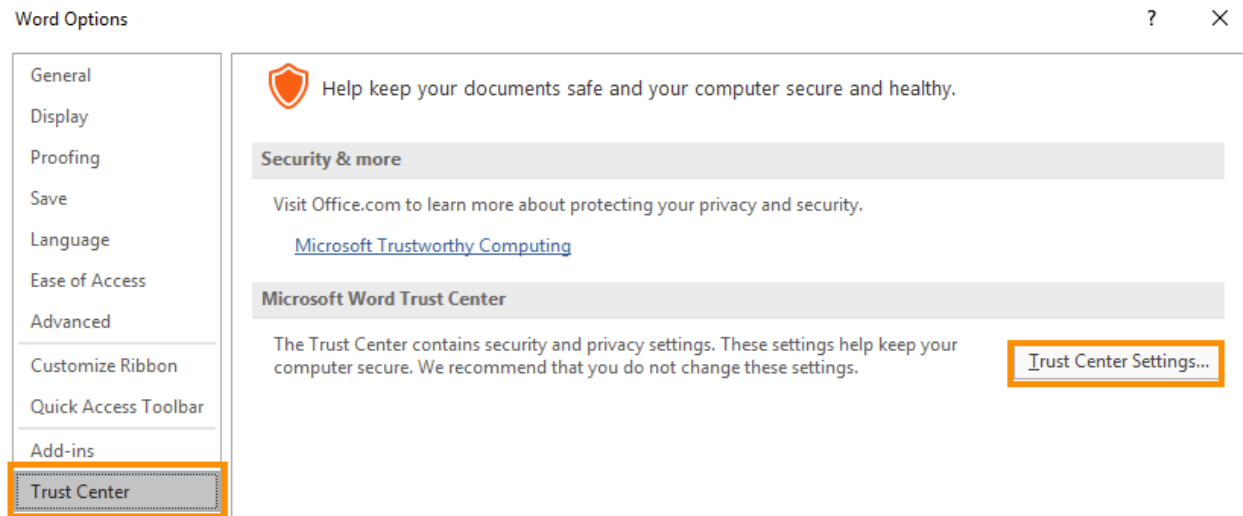 Word Options
?
General
Display
Proofing
Save
Language
Ease of Access
Advanced
Customize Ribbon
Quick Access Toolbar
Add-ins
Trust Center
Help keep your documents safe and your computer secure and healthy.
Security & more
Visit Office.com to learn more about protecting your privacy and security.
Microsoft Trustworthy Computing
Microsoft Word Trust Center
The Trust Center contains security and privacy settings. These settings help keep your
computer secure. We recommend that you do not change these settings.
Trust Center Settings...